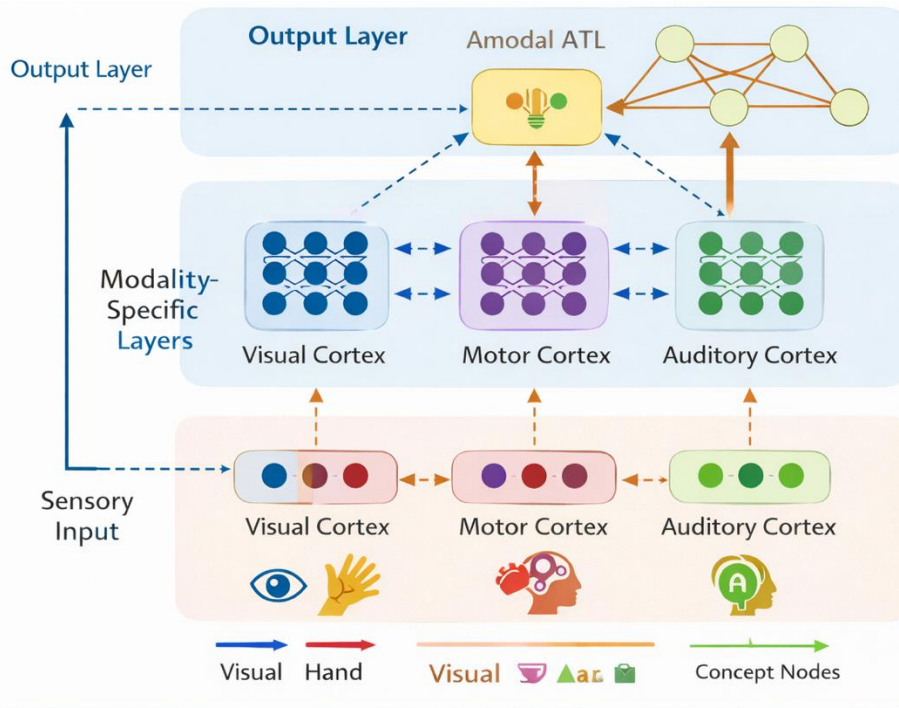 Output Layer
Amodal ATL
Output Layer
Modality-
Specific
Layers
Visual Cortex
Motor Cortex
Auditory Cortex
Sensory
Input
Visual Cortex
Motor Cortex
Auditory Cortex
A
Visual
Hand
Visual
Concept Nodes